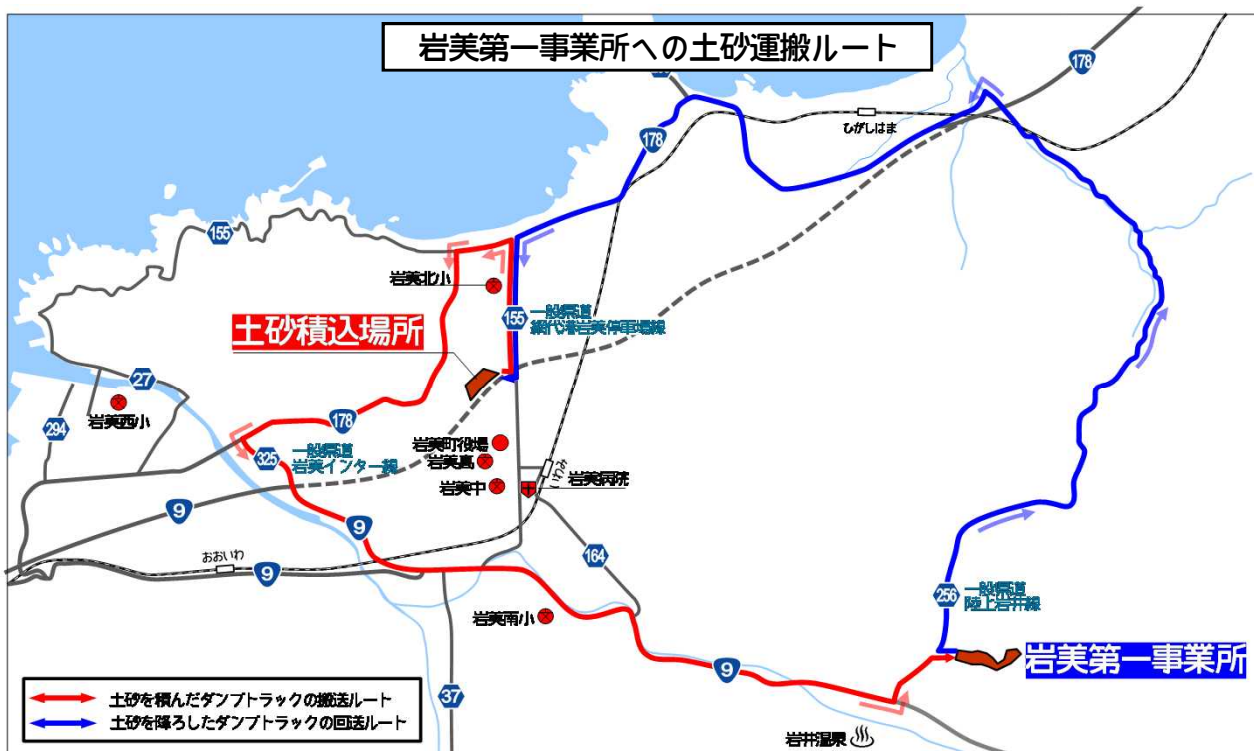 岩美第一事業所への土砂運搬ルート
178
ひがしはま
178
155
岩美北小
155
一般県道
網代港岩美停車場線
土砂積込場所
27
岩美西小
294
178
325
一般県道
岩美インター線
岩美町役場
岩美高
岩美中
いわみ
岩美病院
9
9
164
おおいわ
9
256
一般県道
陸上岩井線
岩美南小
岩美第一事業所
9
37
土砂を積んだダンプトラックの搬送ルート
土砂を降ろしたダンプトラックの回送ルート
岩井温泉